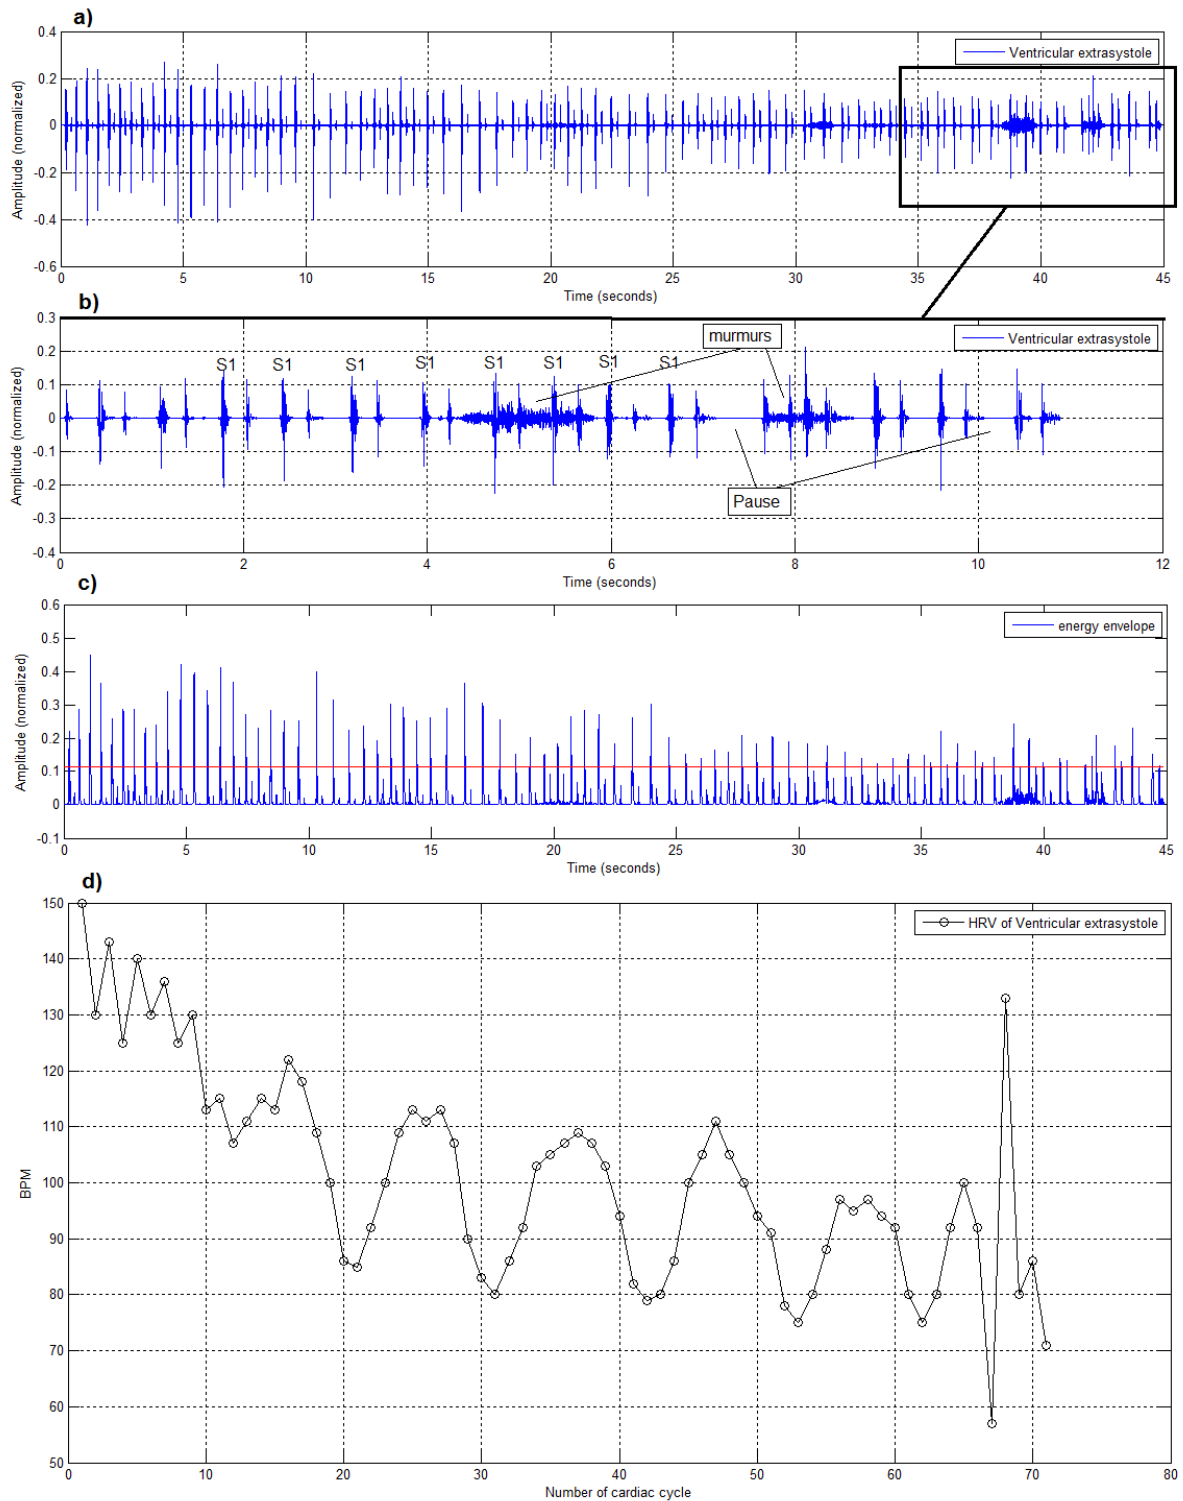 a)
0.4
0.2
0
-0.2
-0.4
-0.6
Amplitude (normalized)
Ventricular extrasystole
0 5 10 15 20 25 30 35 40 45
Time (seconds)
b)
0.3
0.2
0.1
0
-0.1
-0.2
-0.3
-0.4
Amplitude (normalized)
Ventricular extrasystole
murmurs
S1 S1 S1 S1 S1 S1 S1 S1
Pause
0 2 4 6 8 10 12
Time (seconds)
c)
0.6
0.5
0.4
0.3
0.2
0.1
0
-0.1
Amplitude (normalized)
energy envelope
0 5 10 15 20 25 30 35 40 45
Time (seconds)
d)
150
140
130
120
110
100
90
80
70
60
50
BPM
HRV of Ventricular extrasystole
0 10 20 30 40 50 60 70 80
Number of cardiac cycle